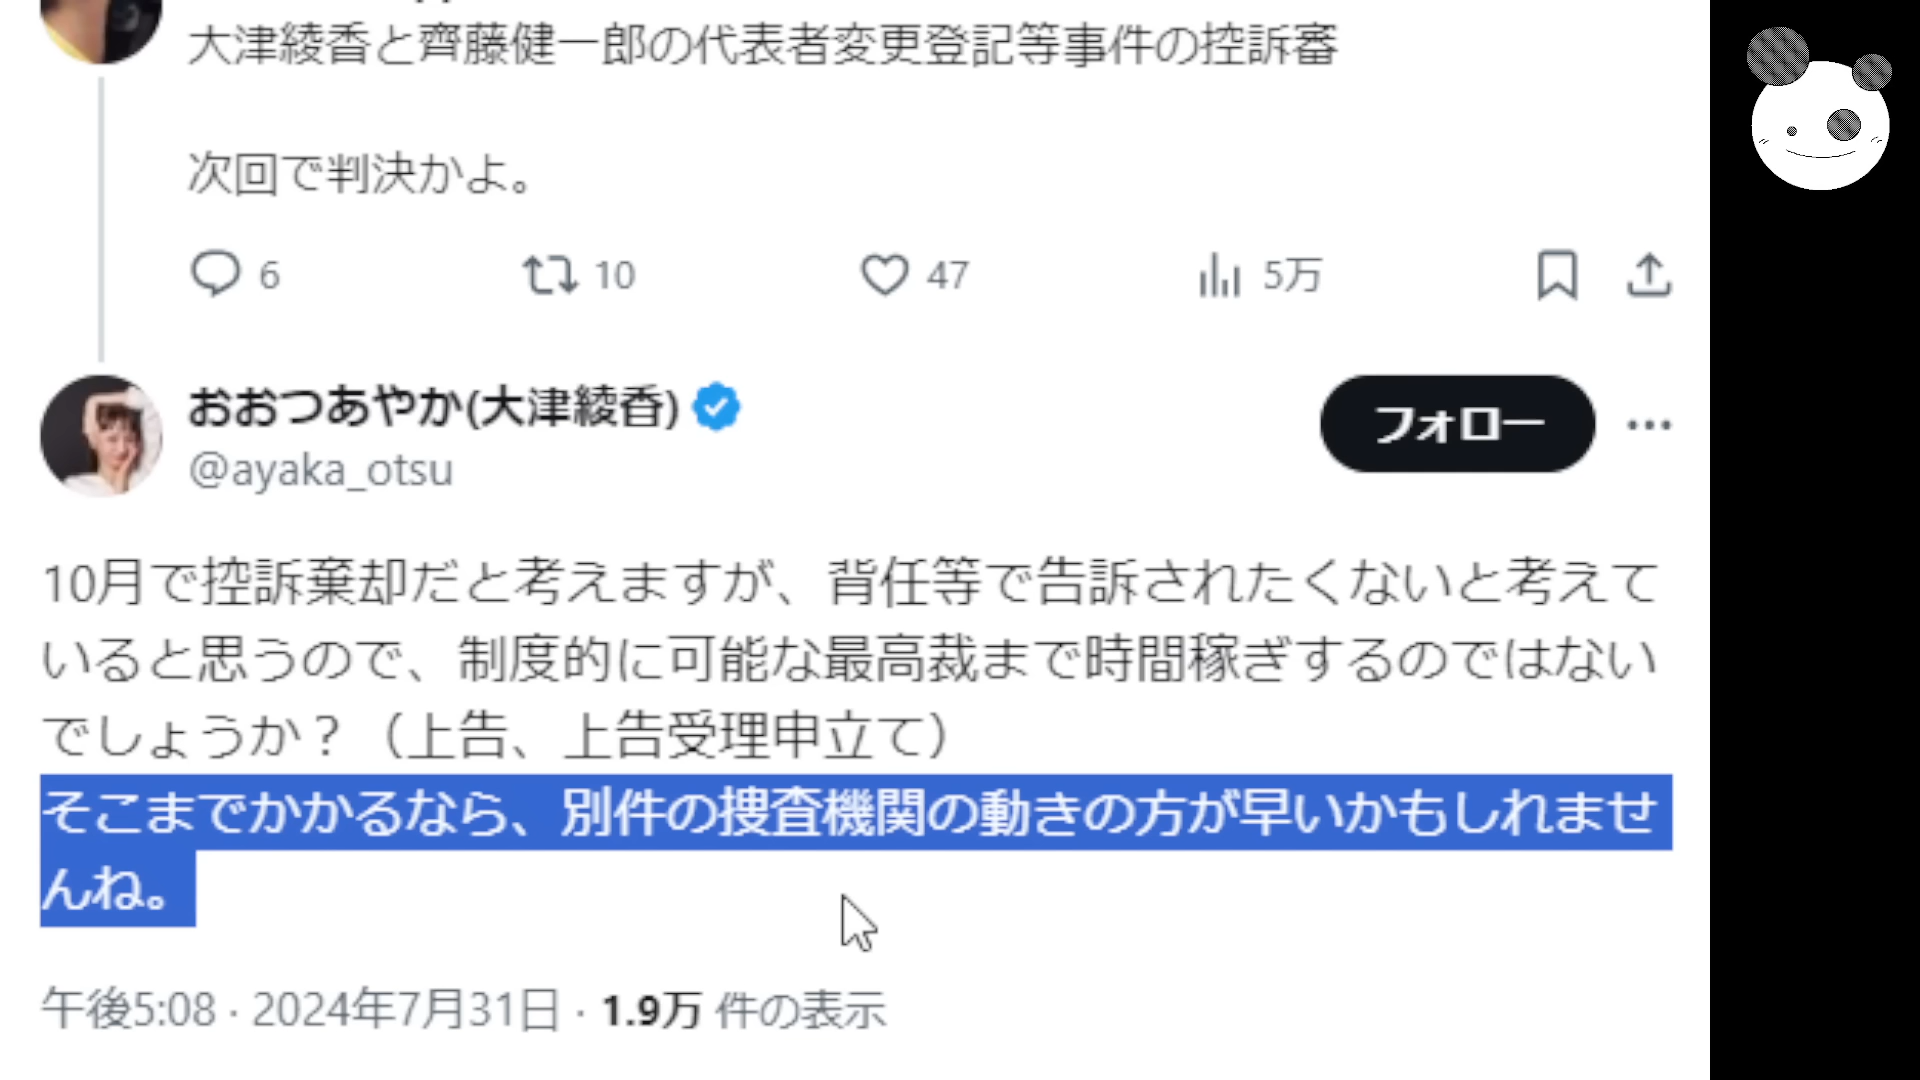 大津綾香と齊藤健一郎の代表者変更登記等事件の控訴審
次回で判決かよ。
6 10 47 5万
おおつあやか(大津綾香)
フォロー
@ayaka_otsu
10月で控訴棄却だと考えますが、背任等で告訴されたくないと考えて
いると思うので、制度的に可能な最高裁まで時間稼ぎするのではない
でしょうか？（上告、上告受理申立て）
そこまでかかるなら、別件の捜査機関の動きの方が早いかもしれませ
んね。
午後5:08 · 2024年7月31日 · 1.9万 件の表示